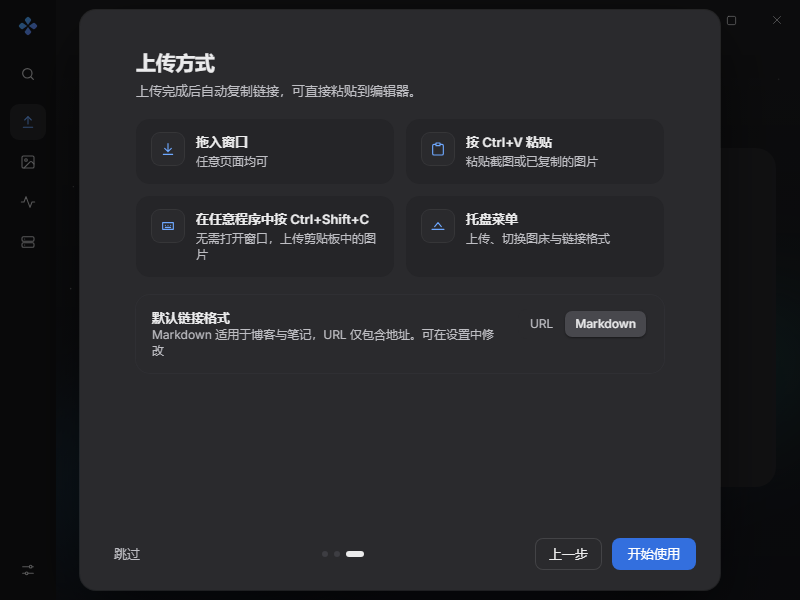 上传方式
上传完成后自动复制链接，可直接粘贴到编辑器。
拖入窗口
任意页面均可
按 Ctrl+V 粘贴
粘贴截图或已复制的图片
在任意程序中按 Ctrl+Shift+C
无需打开窗口，上传剪贴板中的图
片
托盘菜单
上传、切换图床与链接格式
默认链接格式
Markdown 适用于博客与笔记，URL 仅包含地址。可在设置中修
改
URL
Markdown
跳过
上一步
开始使用